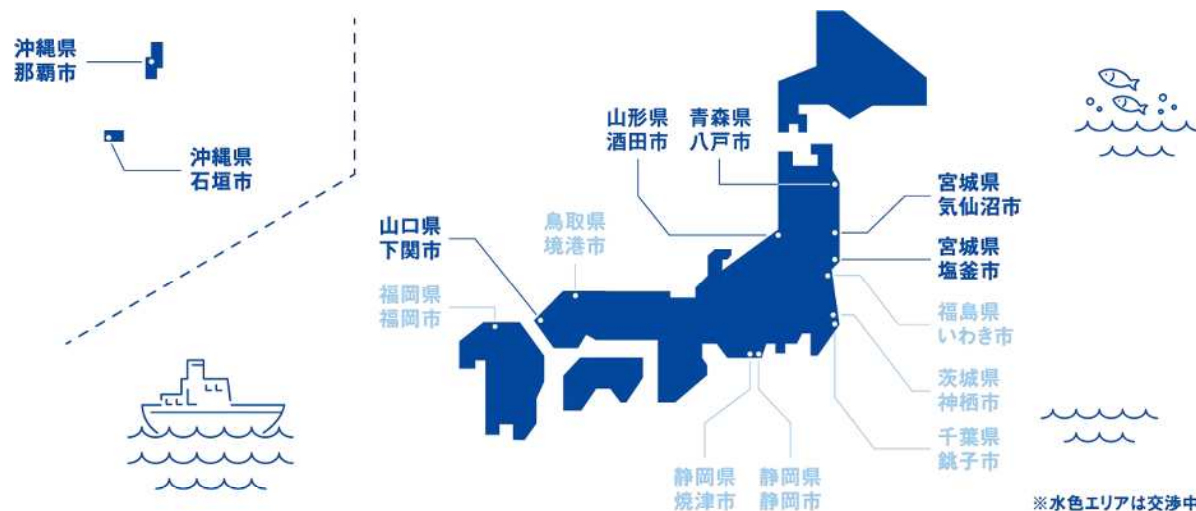 沖縄県
那覇市
沖縄県
石垣市
山形県
酒田市
青森県
八戸市
宮城県
気仙沼市
宮城県
塩釜市
山口県
下関市
鳥取県
境港市
福岡県
福岡市
福島県
いわき市
茨城県
神栖市
千葉県
銚子市
静岡県
焼津市
静岡県
静岡市
※水色エリアは交渉中